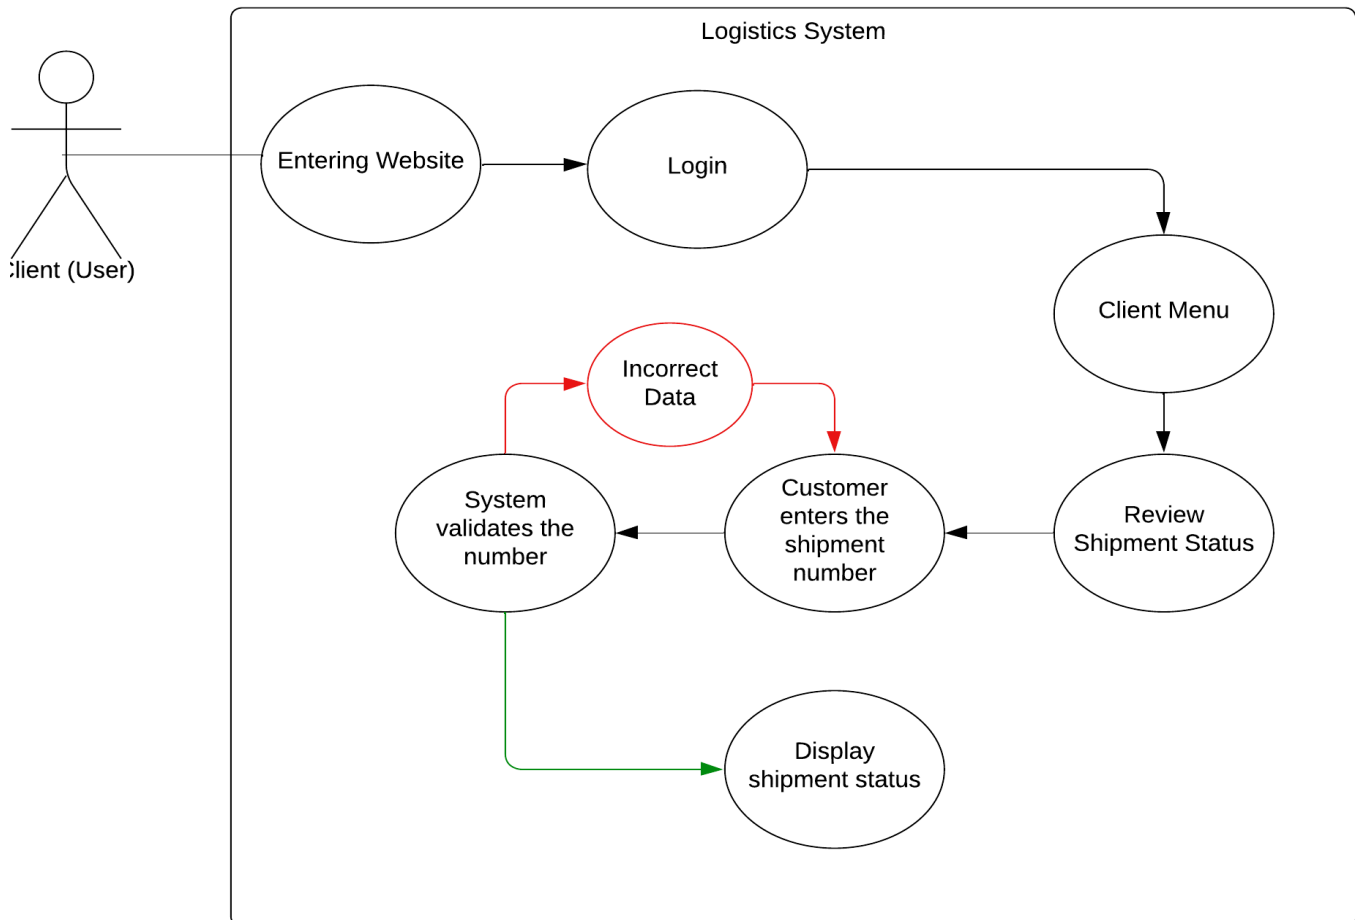 Logistics System
Entering Website
Login
lient (User)
Client Menu
Incorrect
Data
System
validates the
number
Customer
enters the
shipment
number
Review
Shipment Status
Display
shipment status